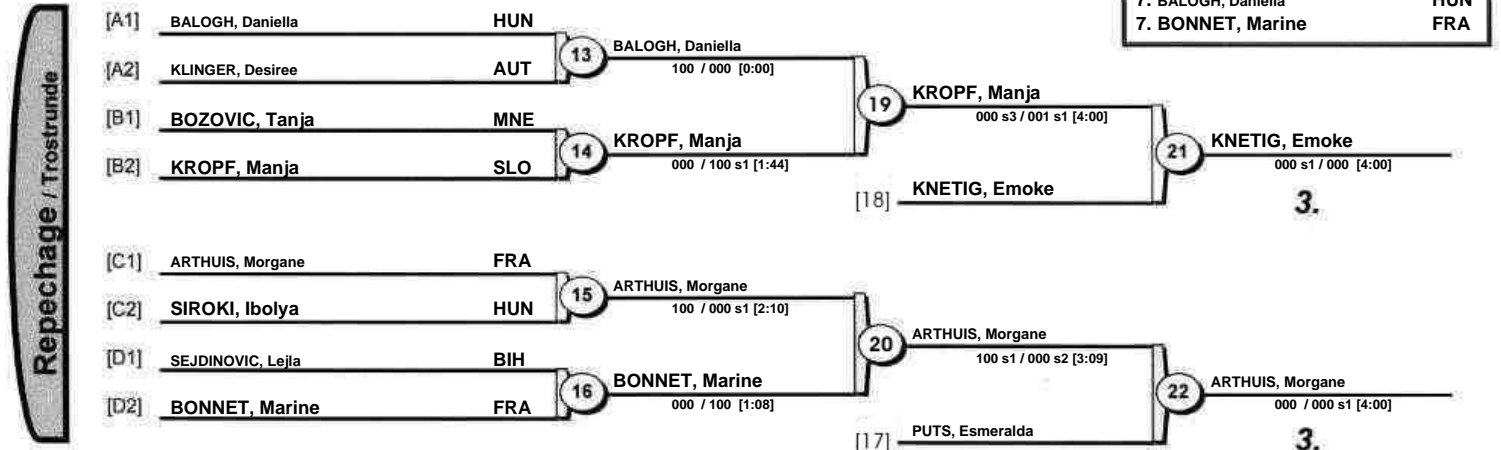 7. BALOGH, Daniella HUN
7. BONNET, Marine FRA
Repechage / Trostrunde
[A1] BALOGH, Daniella HUN
13 BALOGH, Daniella
100 / 000 [0:00]
[A2] KLINGER, Desiree AUT
19 KROPF, Manja
000 s3 / 001 s1 [4:00]
[B1] BOZOVIC, Tanja MNE
14 KROPF, Manja
000 / 100 s1 [1:44]
[B2] KROPF, Manja SLO
21 KNETIG, Emoke
000 s1 / 000 [4:00]
[18] KNETIG, Emoke
3.
[C1] ARTHUIS, Morgane FRA
15 ARTHUIS, Morgane
100 / 000 s1 [2:10]
[C2] SIROKI, Ibolya HUN
20 ARTHUIS, Morgane
100 s1 / 000 s2 [3:09]
[D1] SEJDINOVIC, Lejla BIH
16 BONNET, Marine
000 / 100 [1:08]
[D2] BONNET, Marine FRA
22 ARTHUIS, Morgane
000 / 000 s1 [4:00]
[17] PUTS, Esmeralda
3.